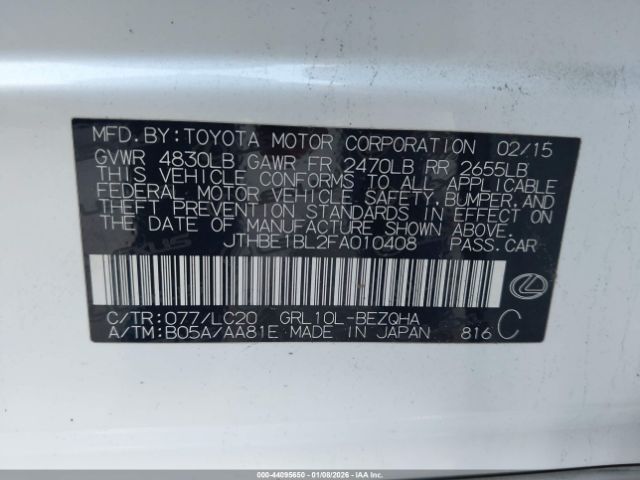 MFD. BY: TOYOTA MOTOR CORPORATION 02/15
GVWR 4830LB GAWR FR 2470LB RR 2655LB
THIS VEHICLE CONFORMS TO ALL APPLICABLE
FEDERAL MOTOR VEHICLE SAFETY, BUMPER, AND
THEFT PREVENTION STANDARDS IN EFFECT ON
THE DATE OF MANUFACTURE SHOWN ABOVE.
JTHBE1BL2FA010408 PASS. CAR
C/TR: 077/LC20 GRL10L-BEZQHA
A/TM: B05A/AA81E MADE IN JAPAN 816 C
000-44095650 - 01/08/2026 - IAAI.COM